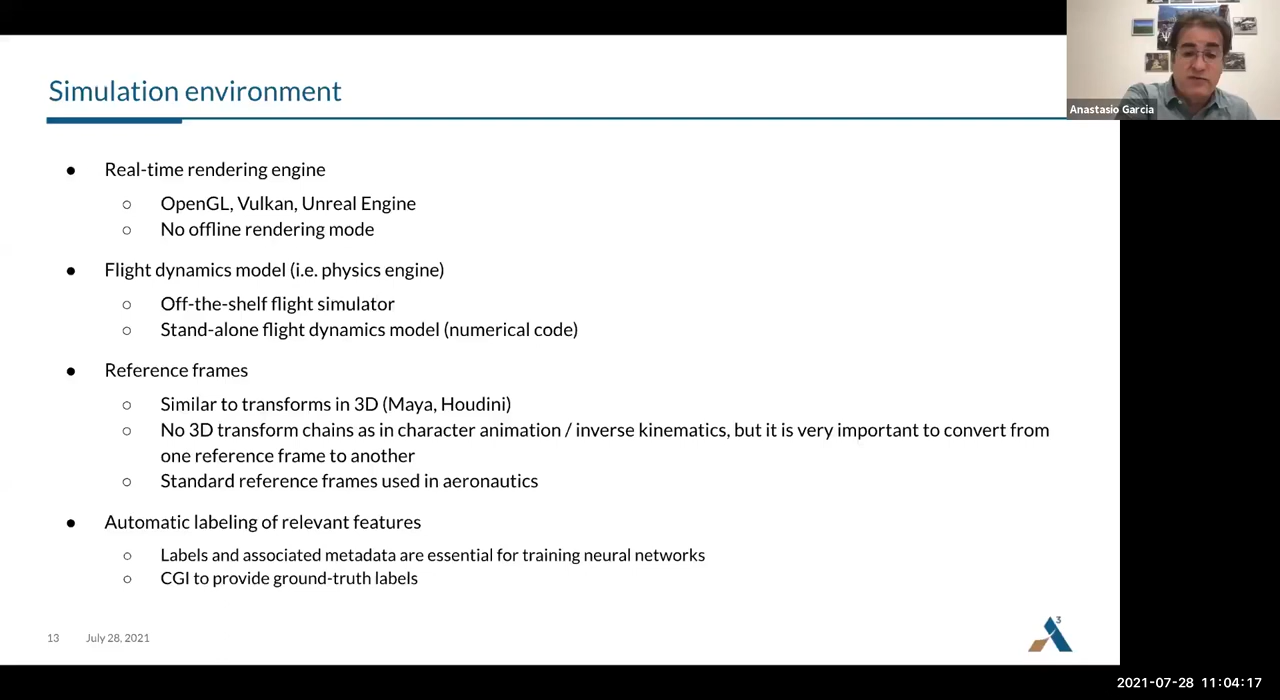 Simulation environment
Anastasio Garcia
● Real-time rendering engine
○ OpenGL, Vulkan, Unreal Engine
○ No offline rendering mode
● Flight dynamics model (i.e. physics engine)
○ Off-the-shelf flight simulator
○ Stand-alone flight dynamics model (numerical code)
● Reference frames
○ Similar to transforms in 3D (Maya, Houdini)
○ No 3D transform chains as in character animation / inverse kinematics, but it is very important to convert from
one reference frame to another
○ Standard reference frames used in aeronautics
● Automatic labeling of relevant features
○ Labels and associated metadata are essential for training neural networks
○ CGI to provide ground-truth labels
13 July 28, 2021
3
2021-07-28 11:04:17